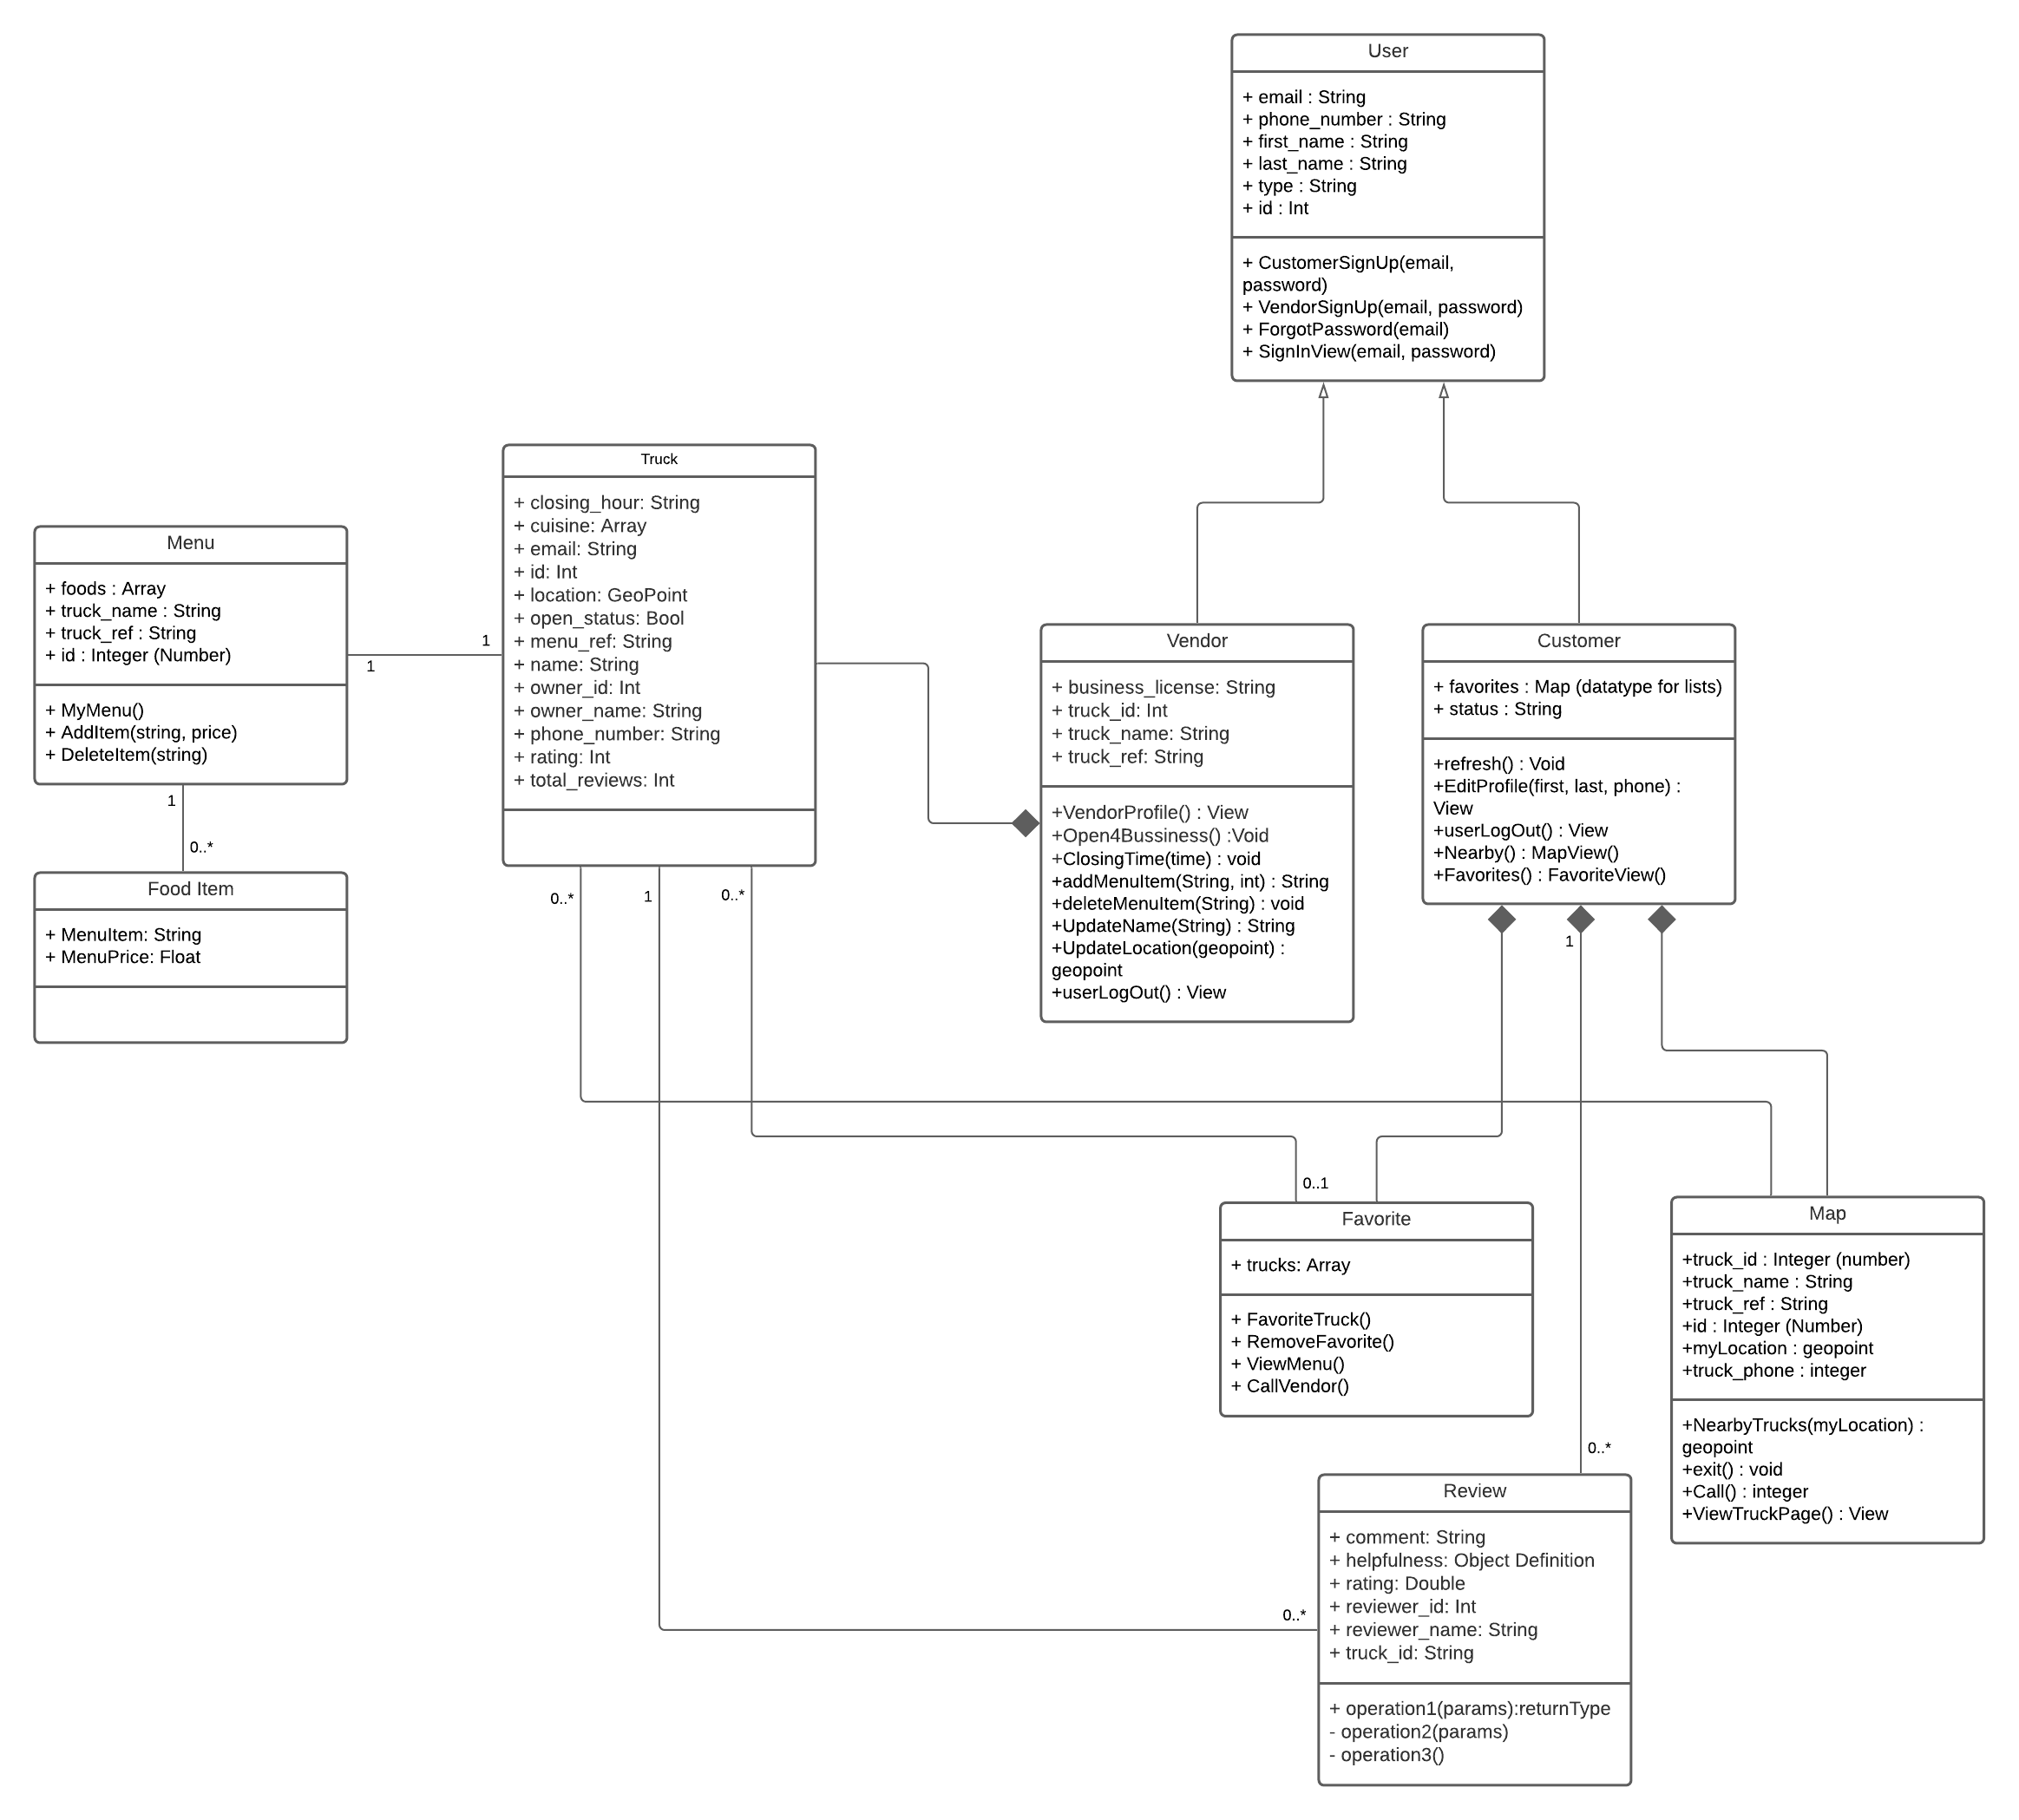 User
+ email : String
+ phone_number : String
+ first_name : String
+ last_name : String
+ type : String
+ id : Int
+ CustomerSignUp(email,
password)
+ VendorSignUp(email, password)
+ ForgotPassword(email)
+ SignInView(email, password)
Truck
+ closing_hour: String
+ cuisine: Array
+ email: String
+ id: Int
+ location: GeoPoint
+ open_status: Bool
+ menu_ref: String
+ name: String
+ owner_id: Int
+ owner_name: String
+ phone_number: String
+ rating: Int
+ total_reviews: Int
Menu
+ foods : Array
+ truck_name : String
+ truck_ref : String
+ id : Integer (Number)
+ MyMenu()
+ AddItem(string, price)
+ DeleteItem(string)
1
1
1
0..*
Food Item
+ MenuItem: String
+ MenuPrice: Float
Vendor
+ business_license: String
+ truck_id: Int
+ truck_name: String
+ truck_ref: String
+VendorProfile() : View
+Open4Bussiness() :Void
+ClosingTime(time) : void
+addMenuItem(String, int) : String
+deleteMenuItem(String) : void
+UpdateName(String) : String
+UpdateLocation(geopoint) :
geopoint
+userLogOut() : View
Customer
+ favorites : Map (datatype for lists)
+ status : String
+refresh() : Void
+EditProfile(first, last, phone) :
View
+userLogOut() : View
+Nearby() : MapView()
+Favorites() : FavoriteView()
0..*
1
0..*
1
0..1
Favorite
+ trucks: Array
+ FavoriteTruck()
+ RemoveFavorite()
+ ViewMenu()
+ CallVendor()
Map
+truck_id : Integer (number)
+truck_name : String
+truck_ref : String
+id : Integer (Number)
+myLocation : geopoint
+truck_phone : integer
+NearbyTrucks(myLocation) :
geopoint
+exit() : void
+Call() : integer
+ViewTruckPage() : View
0..*
0..*
Review
+ comment: String
+ helpfulness: Object Definition
+ rating: Double
+ reviewer_id: Int
+ reviewer_name: String
+ truck_id: String
+ operation1(params):returnType
- operation2(params)
- operation3()